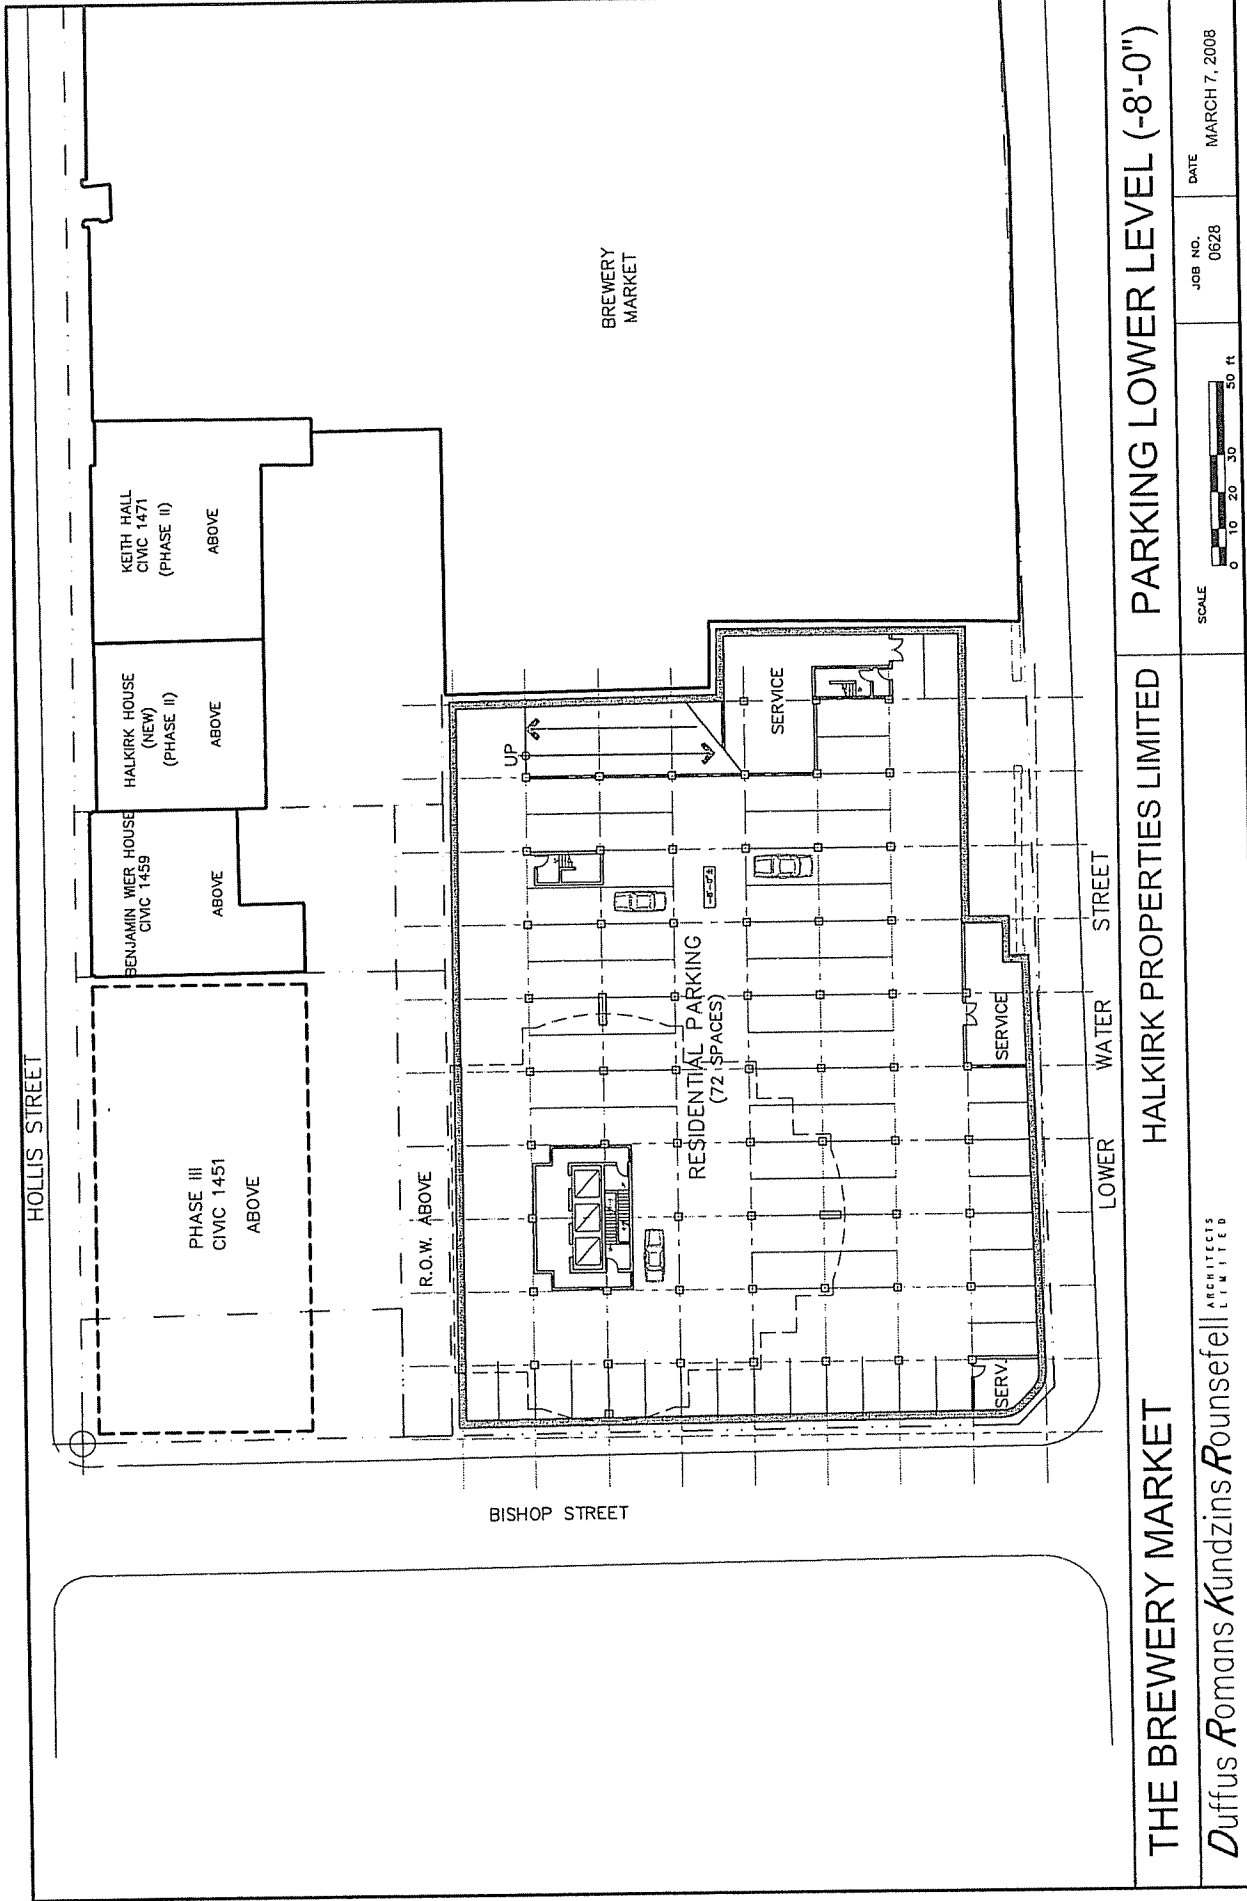 HOLLIS STREET
PHASE III
CIVIC 1451
ABOVE
BENJAMIN WIER HOUSE
CIVIC 1459
ABOVE
HALKIRK HOUSE
(NEW)
(PHASE II)
ABOVE
KEITH HALL
CIVIC 1471
(PHASE II)
ABOVE
R.O.W. ABOVE
BREWERY
MARKET
UP
SERVICE
-8'-0"±
RESIDENTIAL PARKING
(72 SPACES)
SERVICE
SERV.
BISHOP STREET
LOWER WATER STREET
THE BREWERY MARKET
HALKIRK PROPERTIES LIMITED
PARKING LOWER LEVEL (-8'-0")
Duffus Romans Kundzins Rounsefell ARCHITECTS LIMITED
SCALE
0 10 20 30 50 ft
JOB NO.
0628
DATE
MARCH 7, 2008